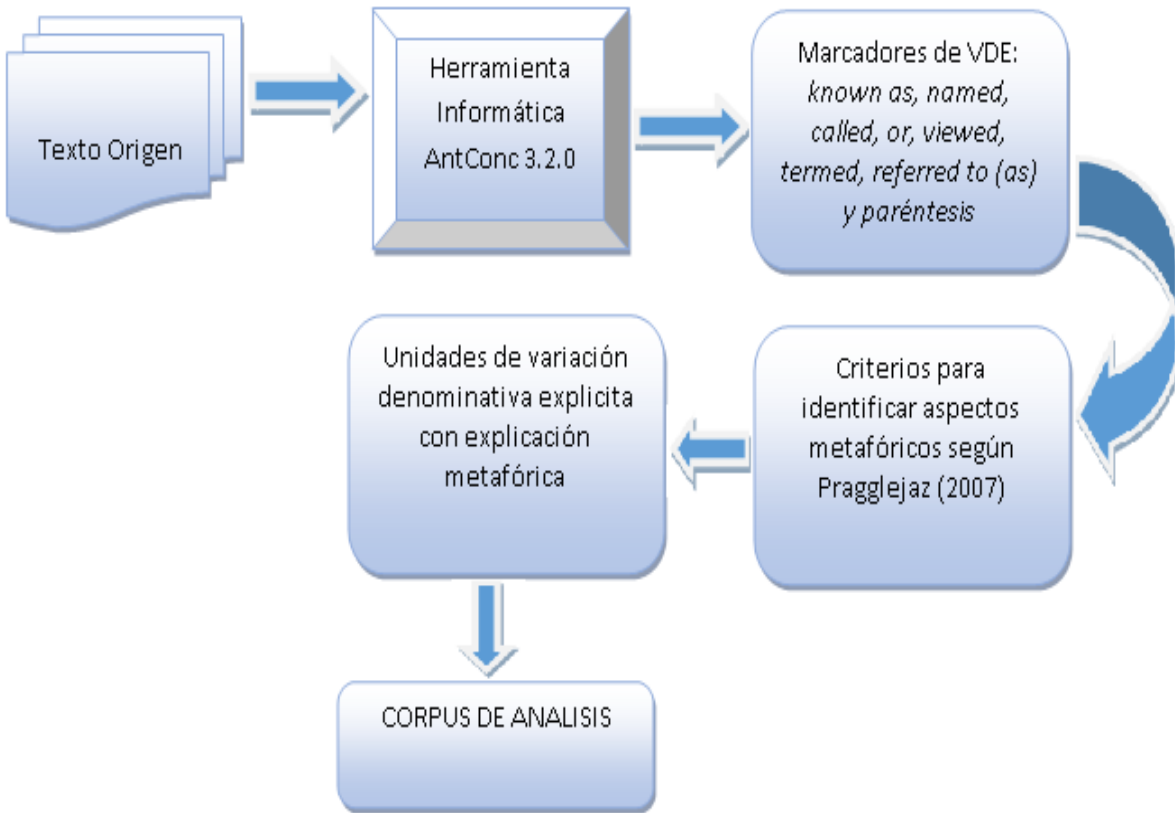 Texto Origen
Herramienta
Informática
AntConc 3.2.0
Marcadores de VDE:
known as, named,
called, or, viewed,
termed, referred to (as)
y paréntesis
Criterios para
identificar aspectos
metafóricos según
Pragglejaz (2007)
Unidades de variación
denominativa explicita
con explicación
metafórica
CORPUS DE ANALISIS